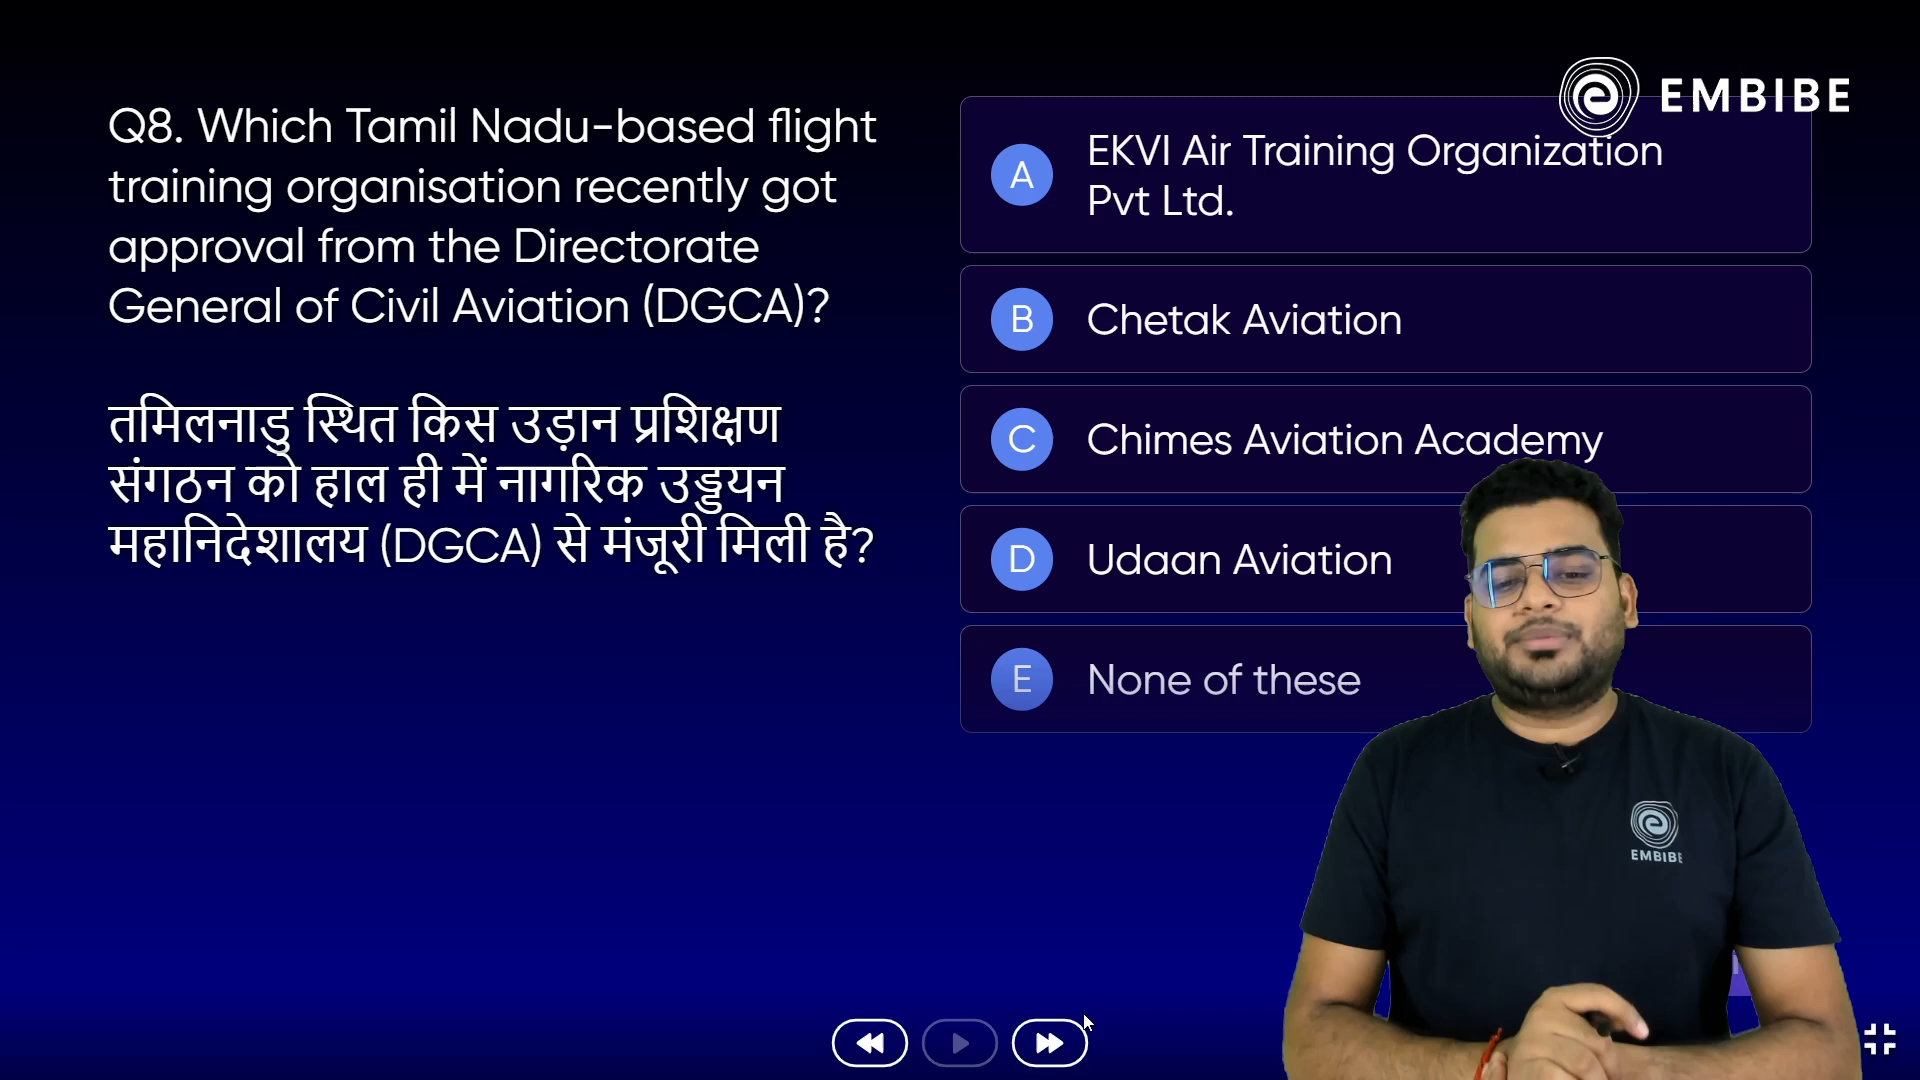 EMBIBE
Q8. Which Tamil Nadu-based flight
training organisation recently got
approval from the Directorate
General of Civil Aviation (DGCA)?
तमिलनाडु स्थित किस उड़ान प्रशिक्षण
संगठन को हाल ही में नागरिक उड्डयन
महानिदेशालय (DGCA) से मंजूरी मिली है?
A
EKVI Air Training Organization
Pvt Ltd.
B
Chetak Aviation
C
Chimes Aviation Academy
D
Udaan Aviation
E
None of these
EMBIBE